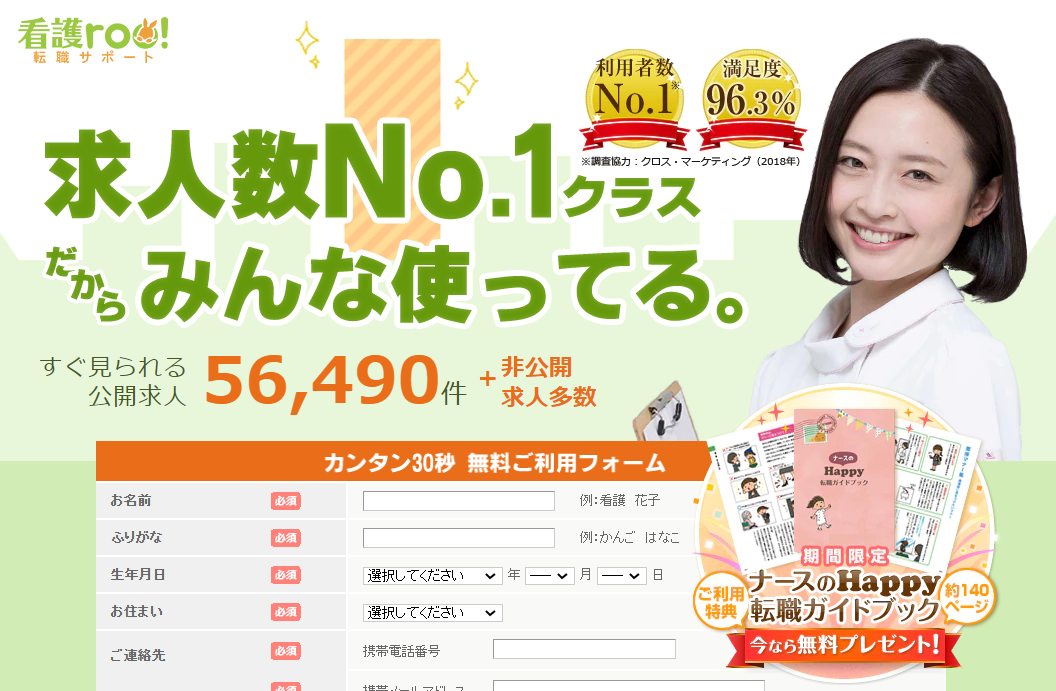 看護roo!
転職サポート
利用者数
No.1※
満足度
96.3%
※調査協力：クロス・マーケティング（2018年）
求人数No.1クラス
だから みんな使ってる。
すぐ見られる
公開求人
56,490件
+ 非公開
求人多数
カンタン30秒 無料ご利用フォーム
お名前 必須 例:看護 花子
ふりがな 必須 例:かんご はなこ
生年月日 必須 選択してください 年 -- 月 -- 日
お住まい 必須 選択してください
ご連絡先 必須 携帯電話番号
必須 携帯メールアドレス
ナースの
Happy
転職ガイドブック
期間限定
ご利用
特典
ナースのHappy
転職ガイドブック
約140
ページ
今なら無料プレゼント!